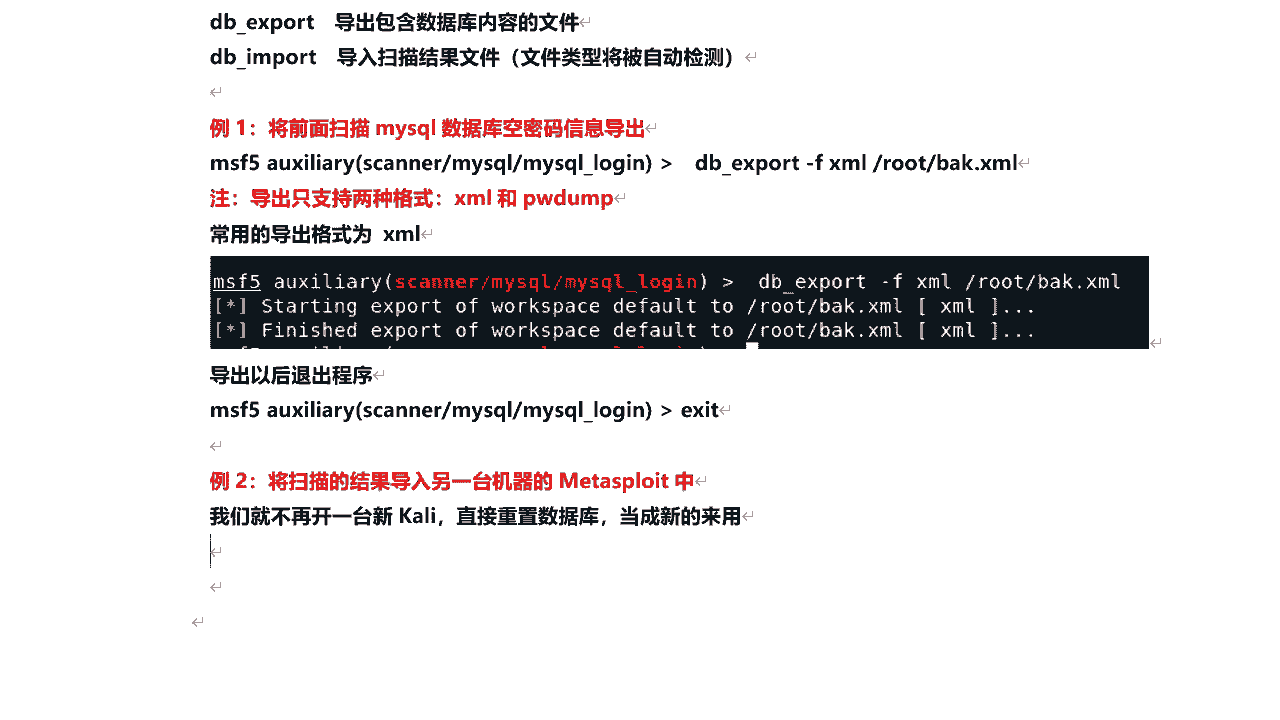 db_export 导出包含数据库内容的文件
db_import 导入扫描结果文件（文件类型将被自动检测）
例 1：将前面扫描 mysql 数据库空密码信息导出
msf5 auxiliary(scanner/mysql/mysql_login) > db_export -f xml /root/bak.xml
注：导出只支持两种格式：xml 和 pwdump
常用的导出格式为 xml
msf5 auxiliary(scanner/mysql/mysql_login) > db_export -f xml /root/bak.xml
[*] Starting export of workspace default to /root/bak.xml [ xml ]...
[*] Finished export of workspace default to /root/bak.xml [ xml ]...
导出以后退出程序
msf5 auxiliary(scanner/mysql/mysql_login) > exit
例 2：将扫描的结果导入另一台机器的 Metasploit 中
我们就不再开一台新 Kali，直接重置数据库，当成新的来用